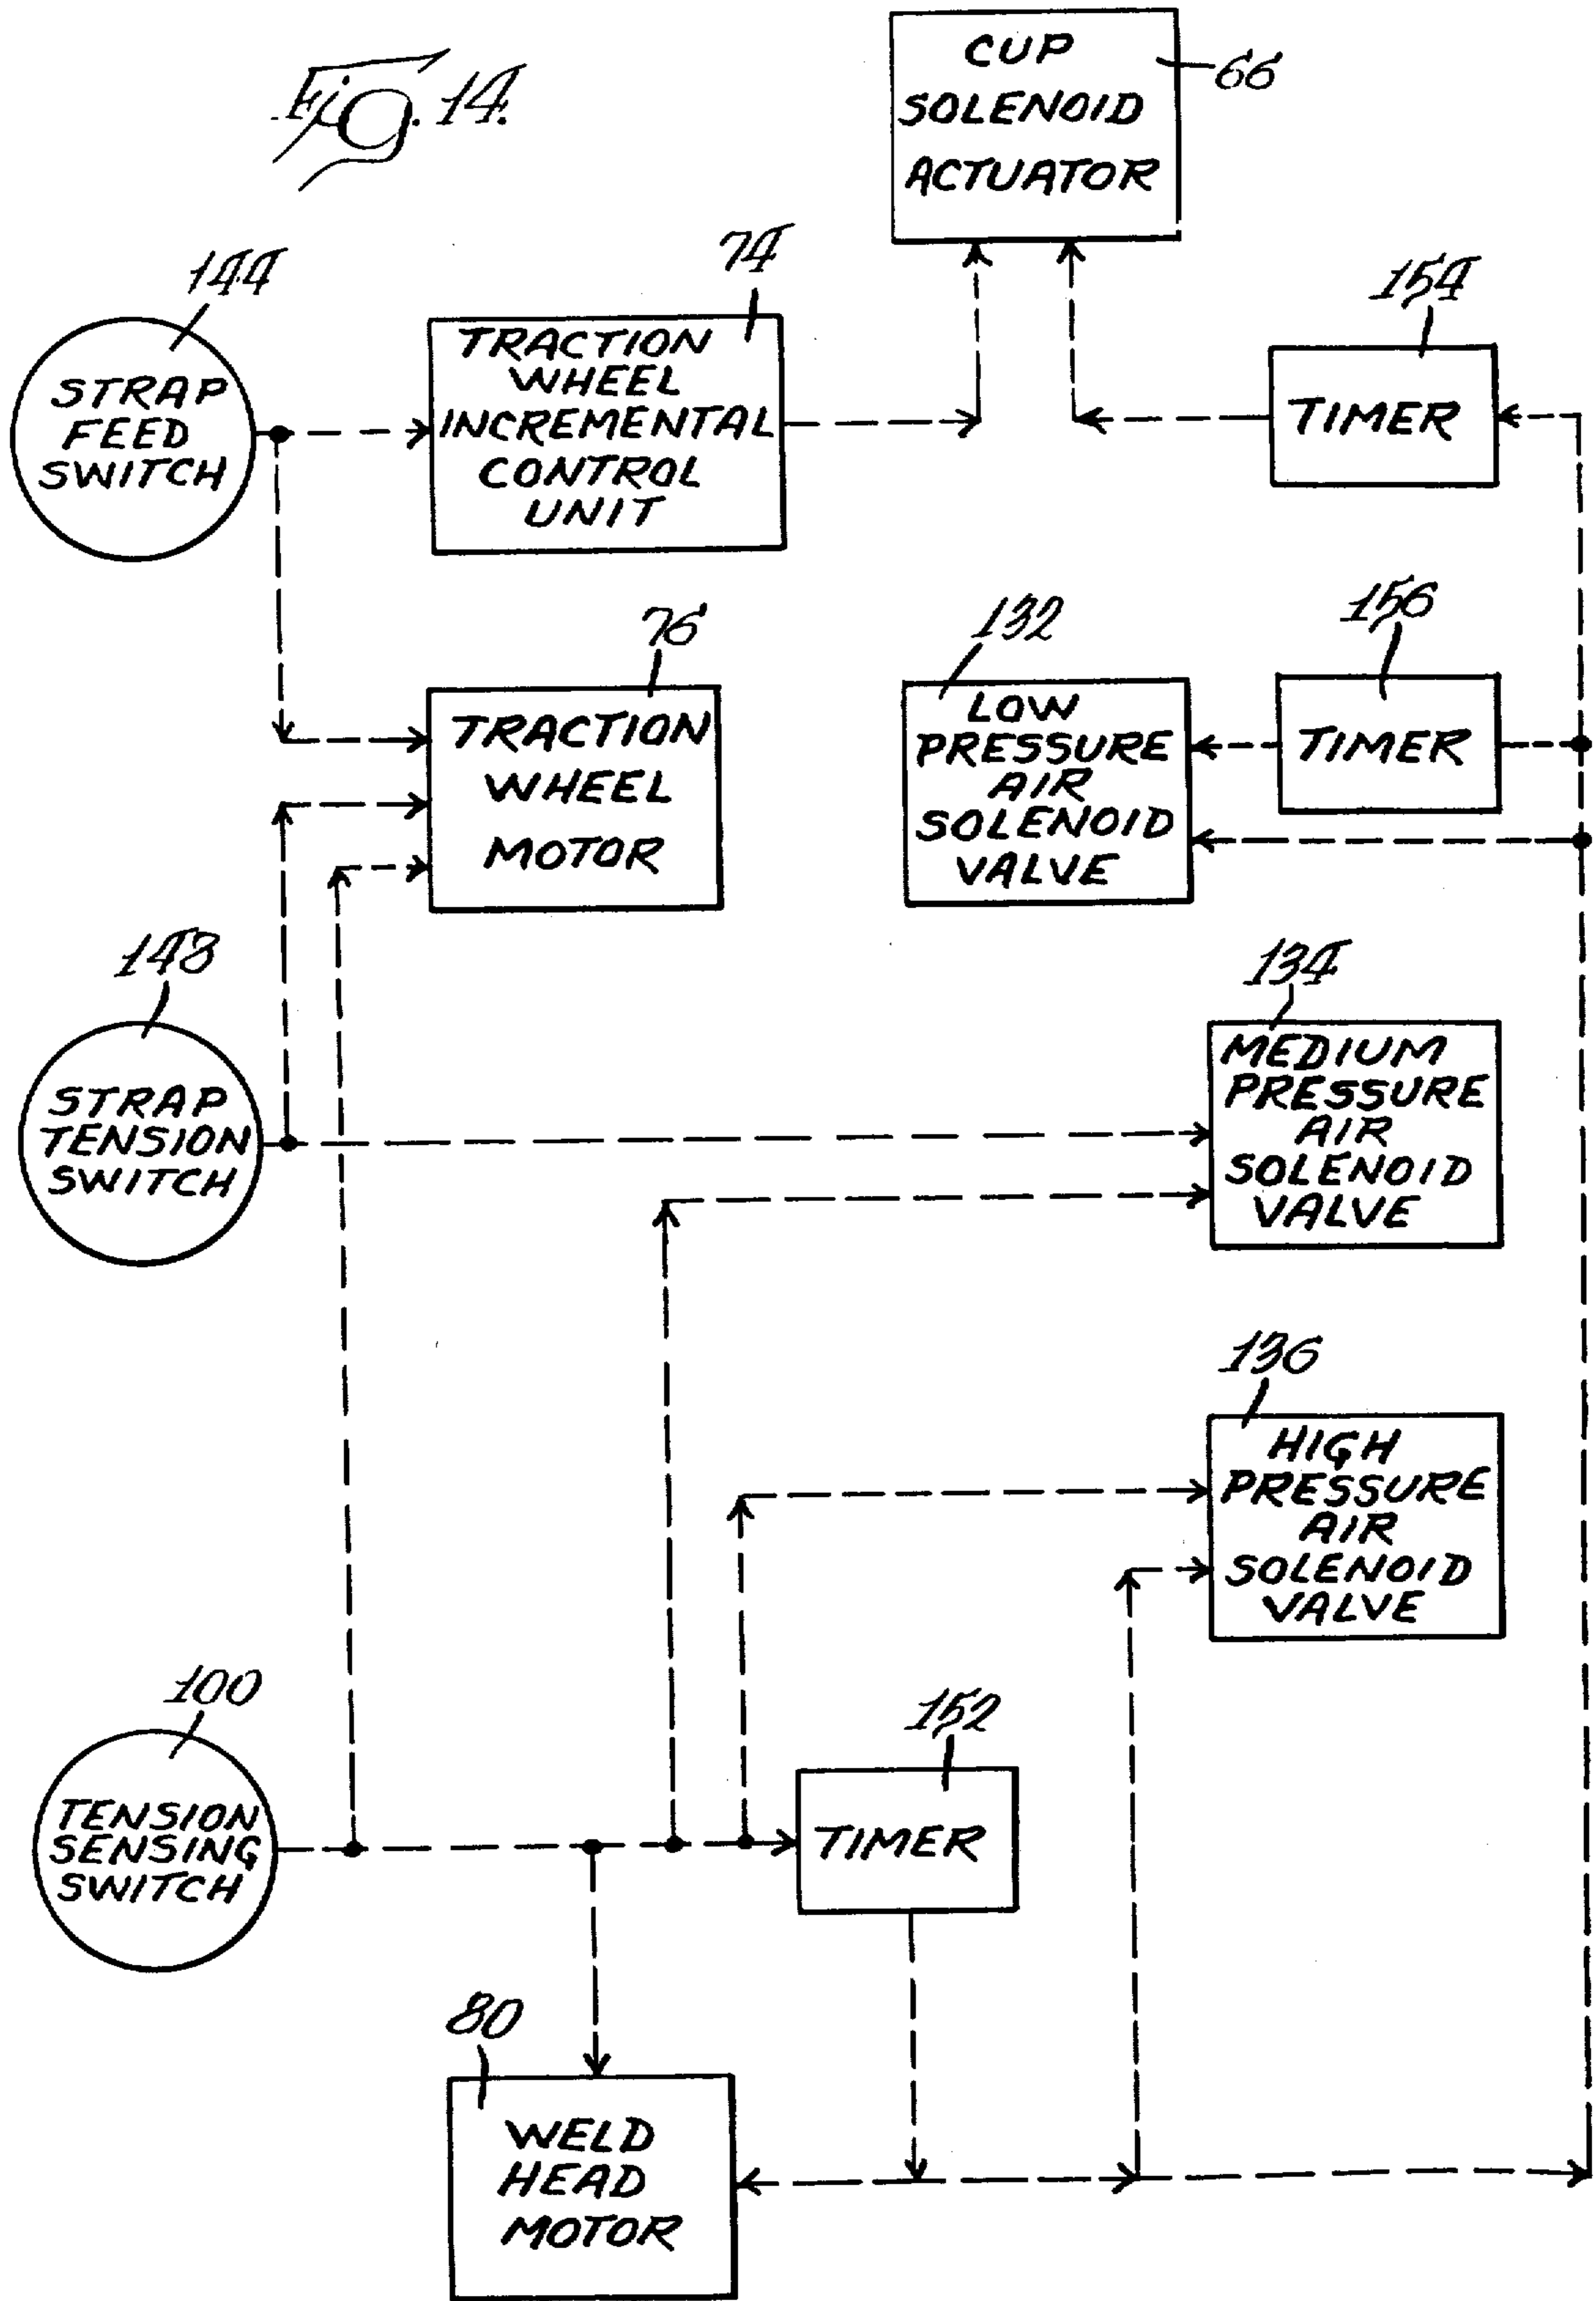 Fig. 14.
CUP
SOLENOID
ACTUATOR
66
144
STRAP
FEED
SWITCH
74
TRACTION
WHEEL
INCREMENTAL
CONTROL
UNIT
154
TIMER
76
TRACTION
WHEEL
MOTOR
132
LOW
PRESSURE
AIR
SOLENOID
VALVE
156
TIMER
148
STRAP
TENSION
SWITCH
134
MEDIUM
PRESSURE
AIR
SOLENOID
VALVE
136
HIGH
PRESSURE
AIR
SOLENOID
VALVE
100
TENSION
SENSING
SWITCH
152
TIMER
80
WELD
HEAD
MOTOR